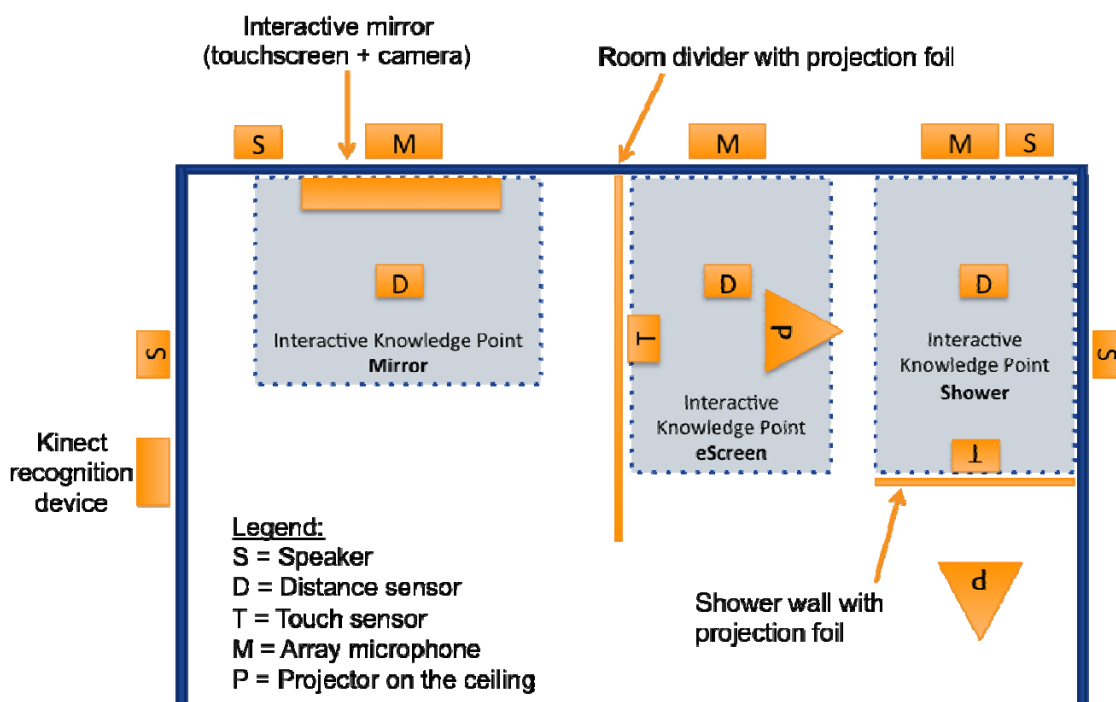 Interactive mirror
(touchscreen + camera)
Room divider with projection foil
S
M
M
M
S
D
D
D
P
T
S
S
Interactive Knowledge Point
Mirror
Interactive
Knowledge Point
Shower
Interactive
Knowledge Point
eScreen
T
Kinect
recognition
device
Legend:
S = Speaker
D = Distance sensor
T = Touch sensor
M = Array microphone
P = Projector on the ceiling
P
Shower wall with
projection foil